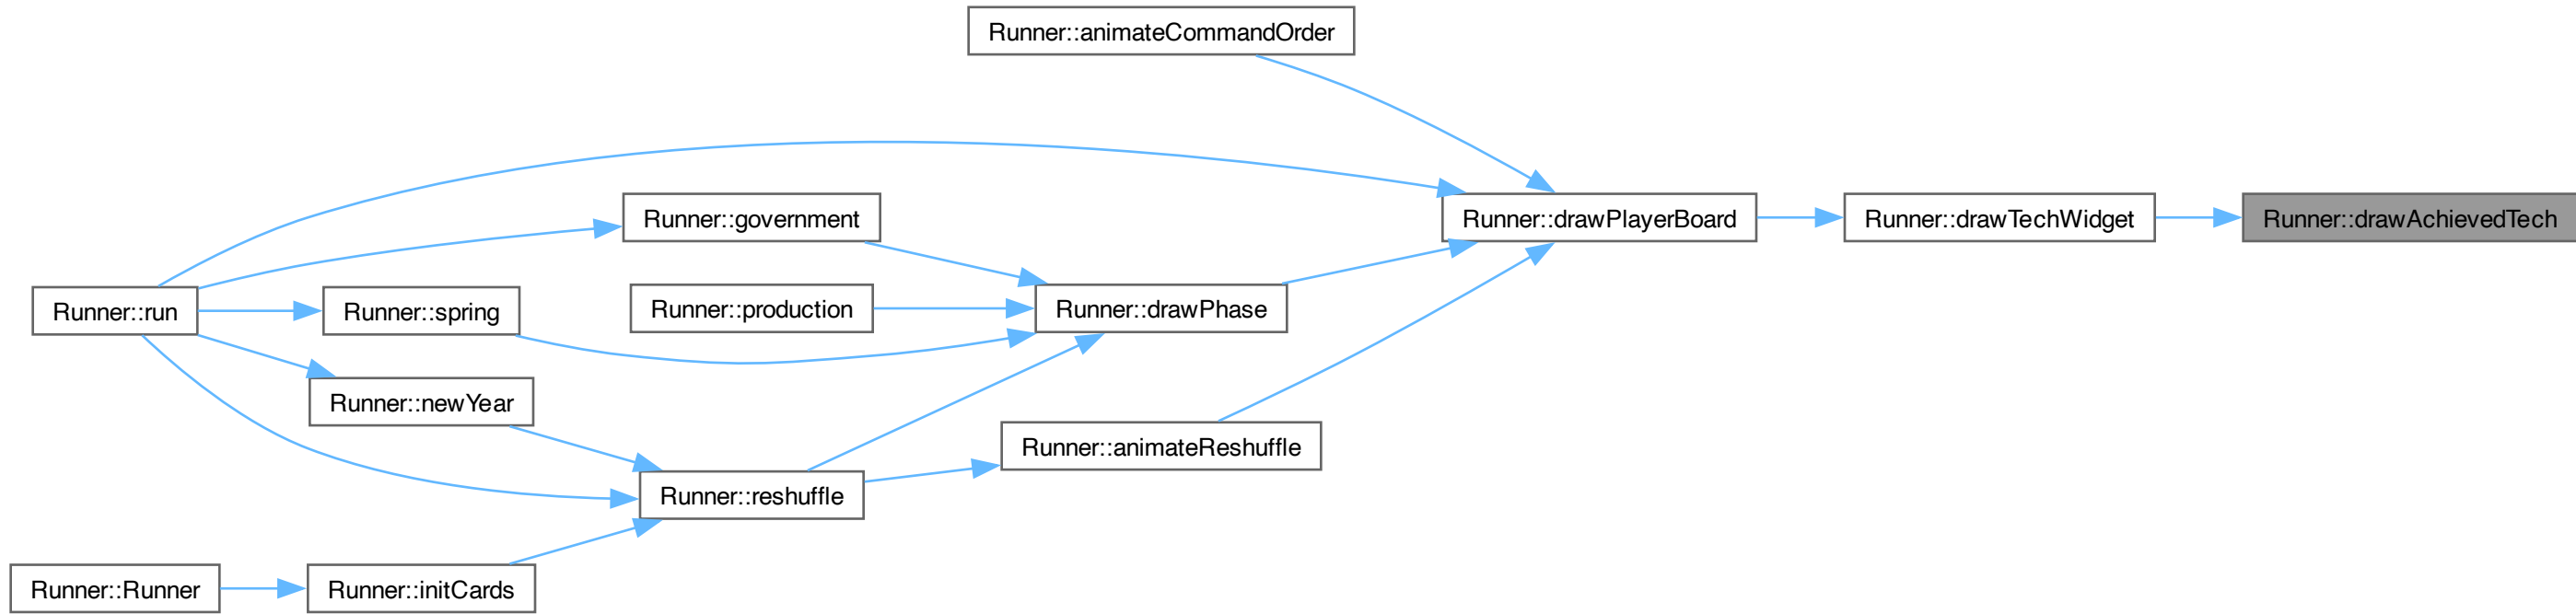 Runner::animateCommandOrder
Runner::government
Runner::drawPlayerBoard
Runner::drawTechWidget
Runner::drawAchievedTech
Runner::run
Runner::spring
Runner::production
Runner::drawPhase
Runner::newYear
Runner::animateReshuffle
Runner::reshuffle
Runner::Runner
Runner::initCards